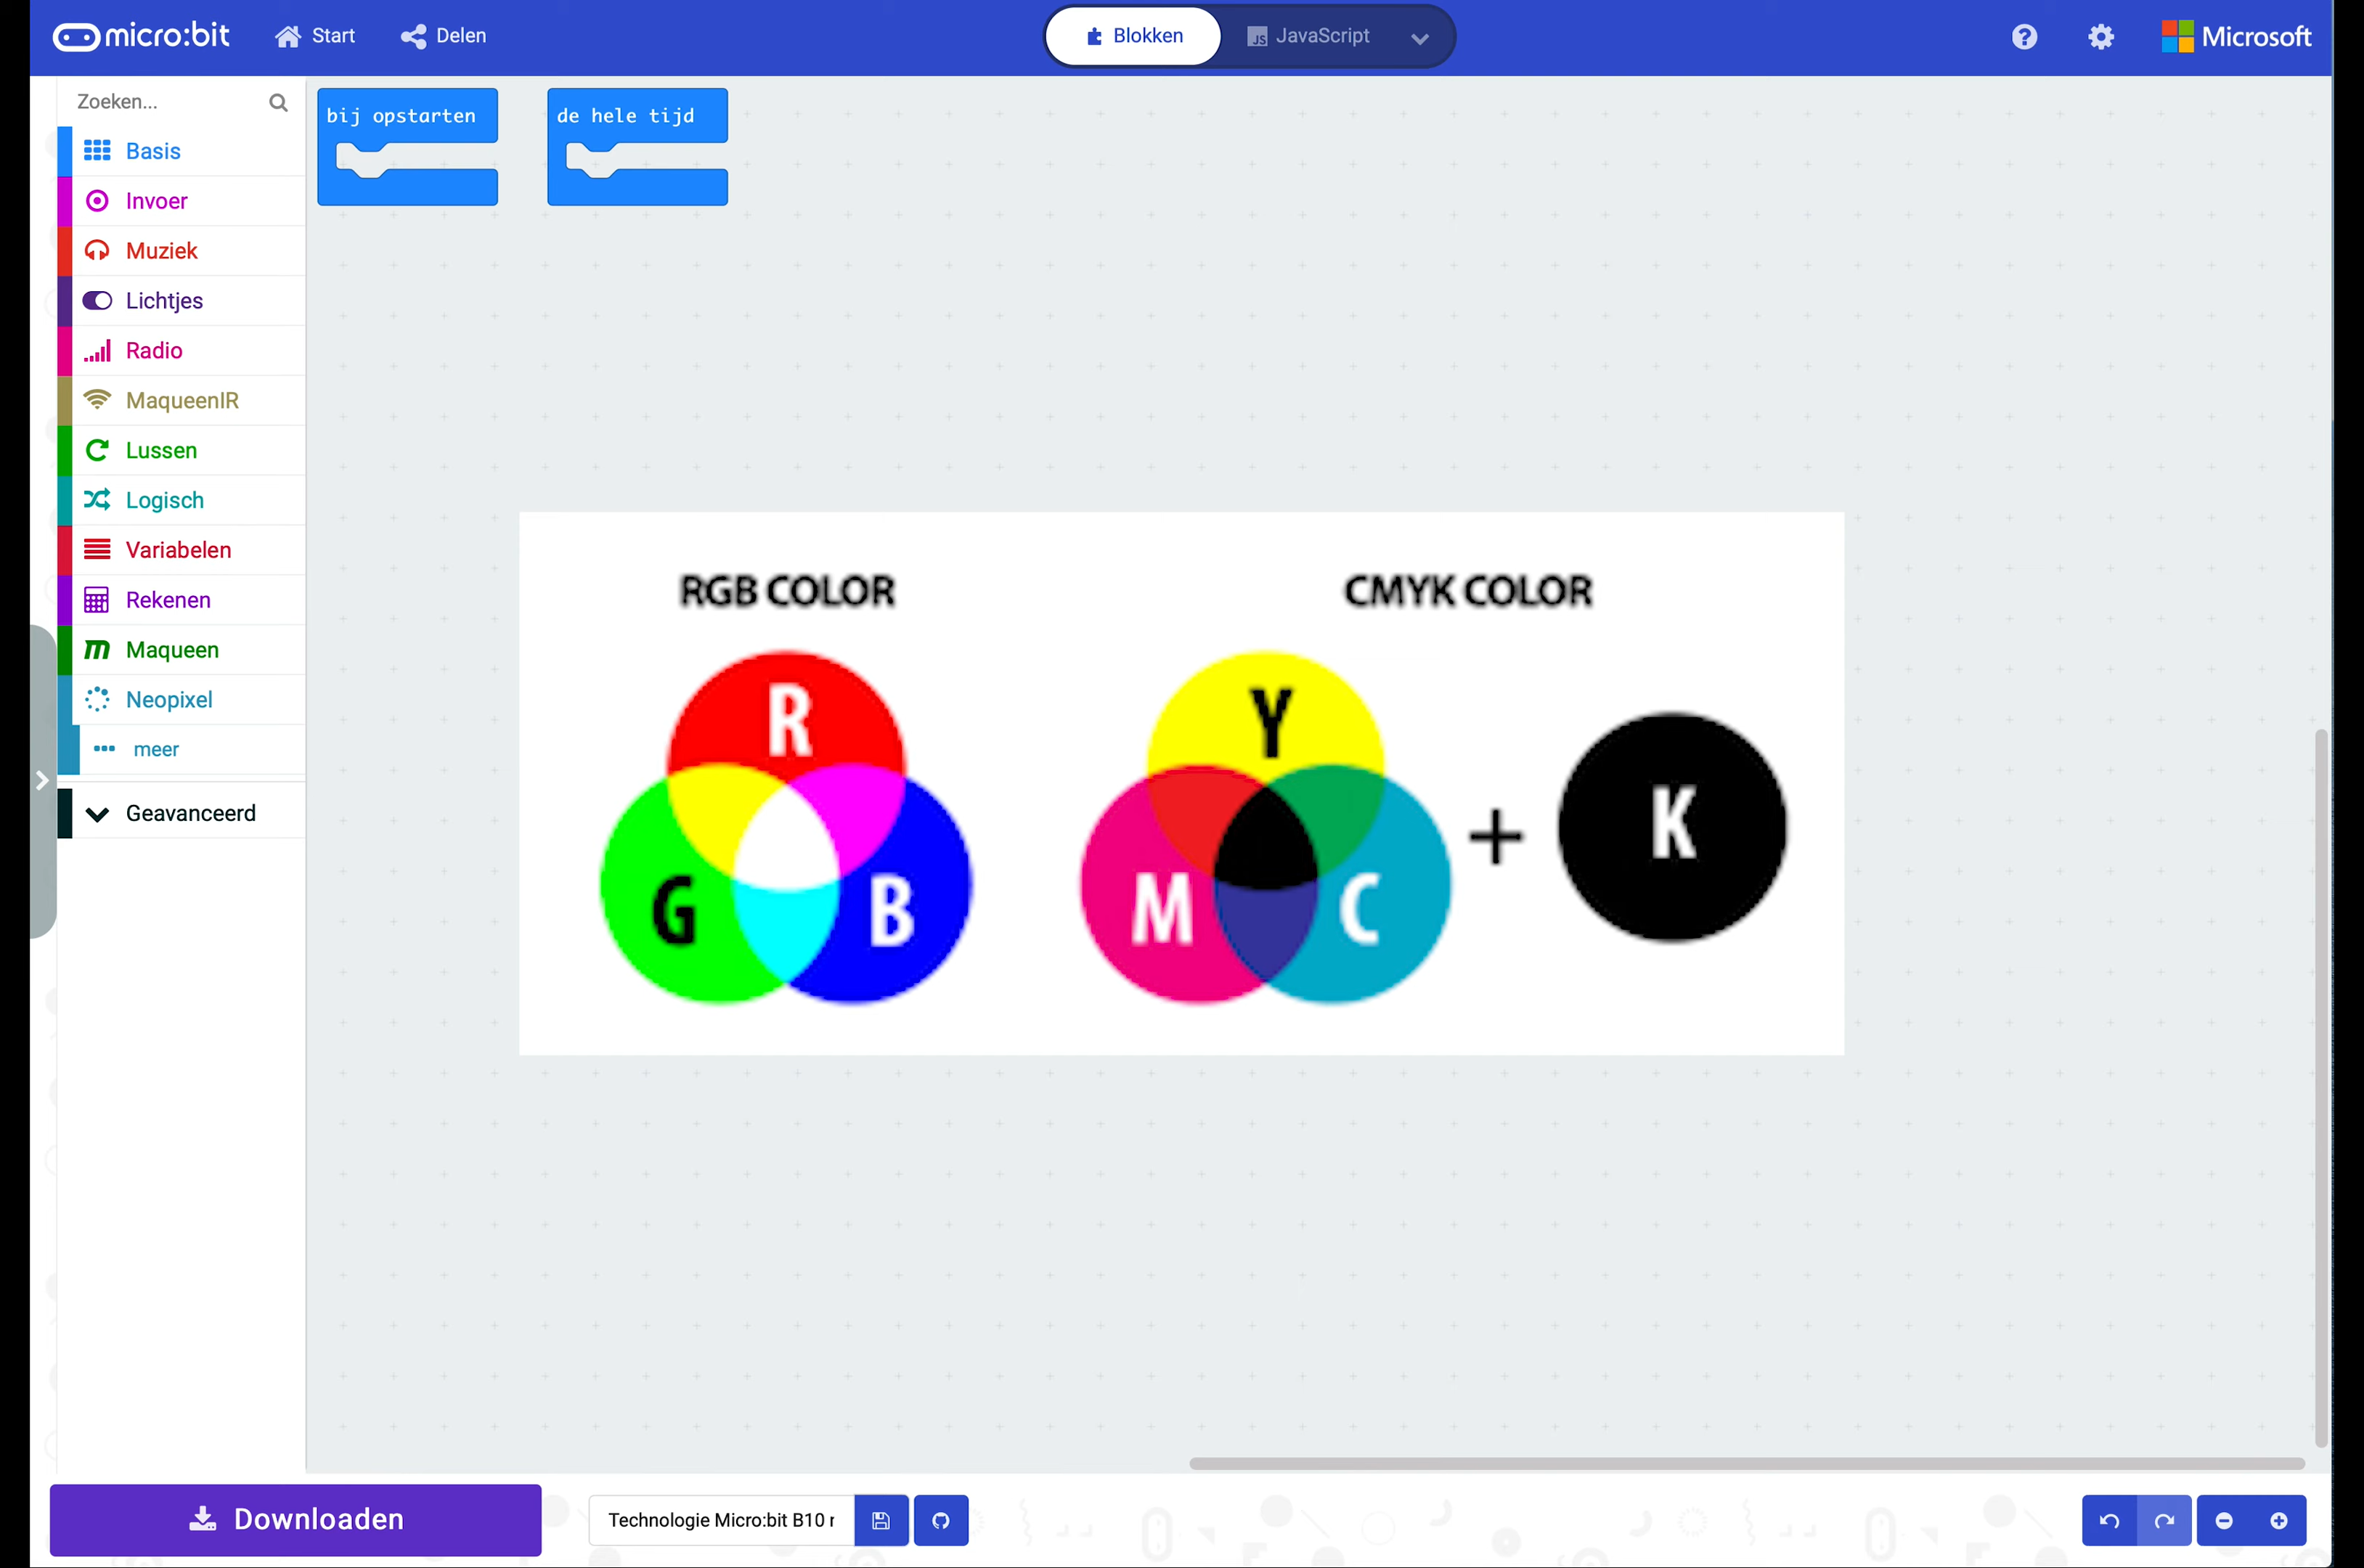 micro:bit
Start
Delen
Blokken
JavaScript
Microsoft
Zoeken...
Basis
Invoer
Muziek
Lichtjes
Radio
MaqueenIR
Lussen
Logisch
Variabelen
Rekenen
Maqueen
Neopixel
meer
Geavanceerd
bij opstarten
de hele tijd
RGB COLOR
R
G
B
CMYK COLOR
Y
M
C
+
K
Downloaden
Technologie Micro:bit B10 r